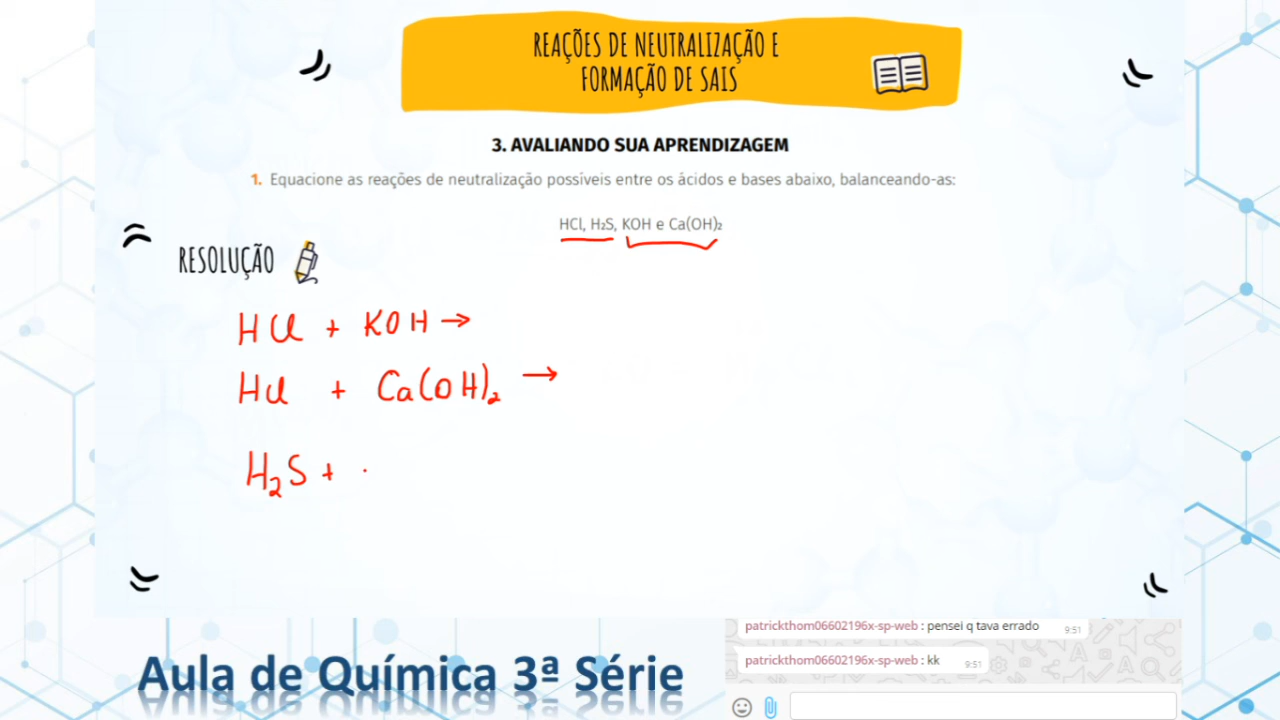 REAÇÕES DE NEUTRALIZAÇÃO E
FORMAÇÃO DE SAIS
3. AVALIANDO SUA APRENDIZAGEM
1. Equacione as reações de neutralização possíveis entre os ácidos e bases abaixo, balanceando-as:
HCl, H₂S, KOH e Ca(OH)₂
RESOLUÇÃO
HCl + KOH →
HCl + Ca(OH)₂ →
H₂S +
patrickthom06602196x-sp-web : pensei q tava errado 9:51
patrickthom06602196x-sp-web : kk 9:51
Aula de Química 3ª Série